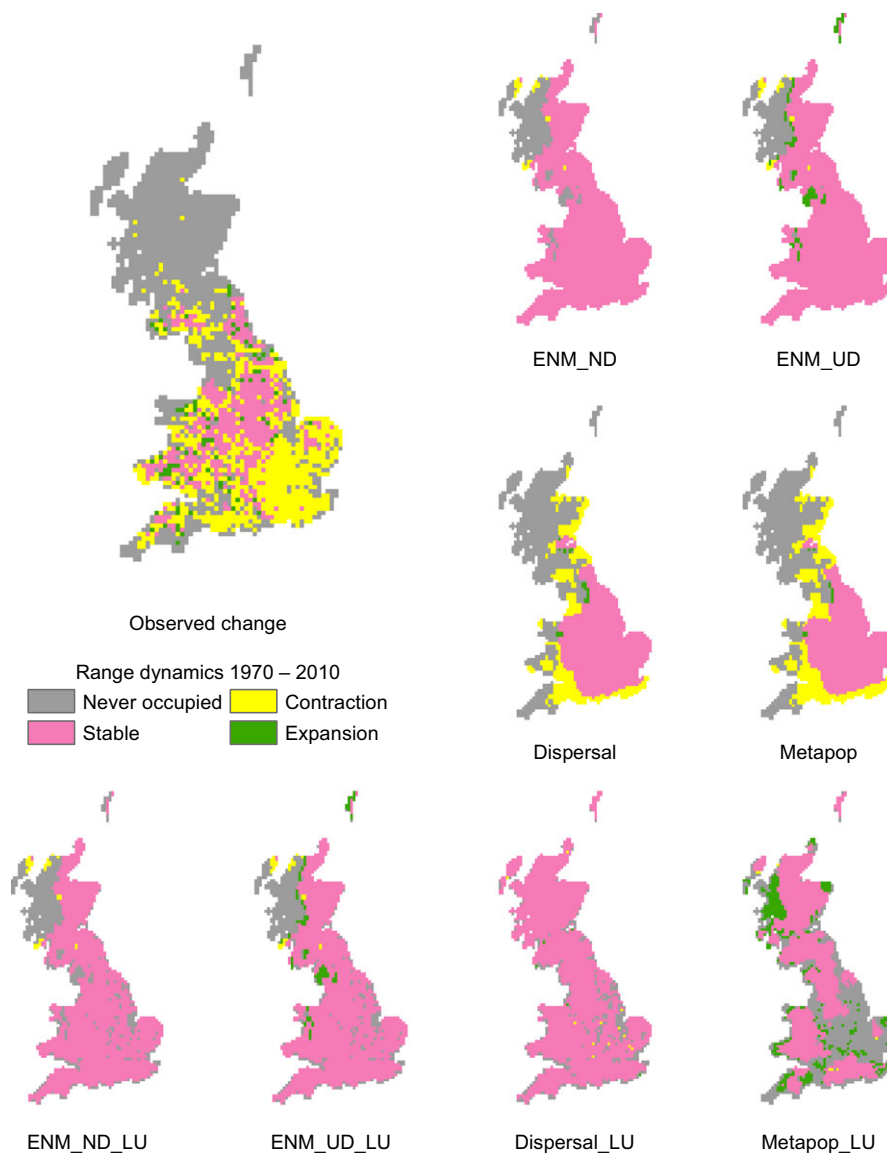 ENM_ND
ENM_UD
Observed change
Range dynamics 1970 – 2010
Never occupied
Contraction
Stable
Expansion
Dispersal
Metapop
ENM_ND_LU
ENM_UD_LU
Dispersal_LU
Metapop_LU